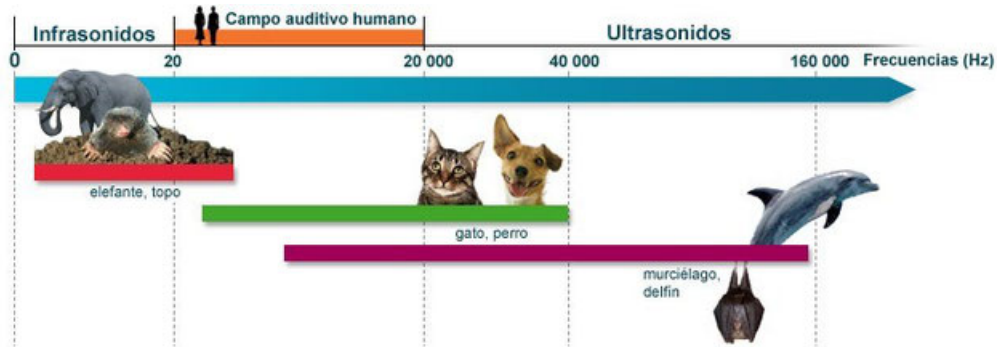 Campo auditivo humano
Infrasonidos
Ultrasonidos
0
20
20 000
40 000
160 000
Frecuencias (Hz)
elefante, topo
gato, perro
murciélago,
delfín